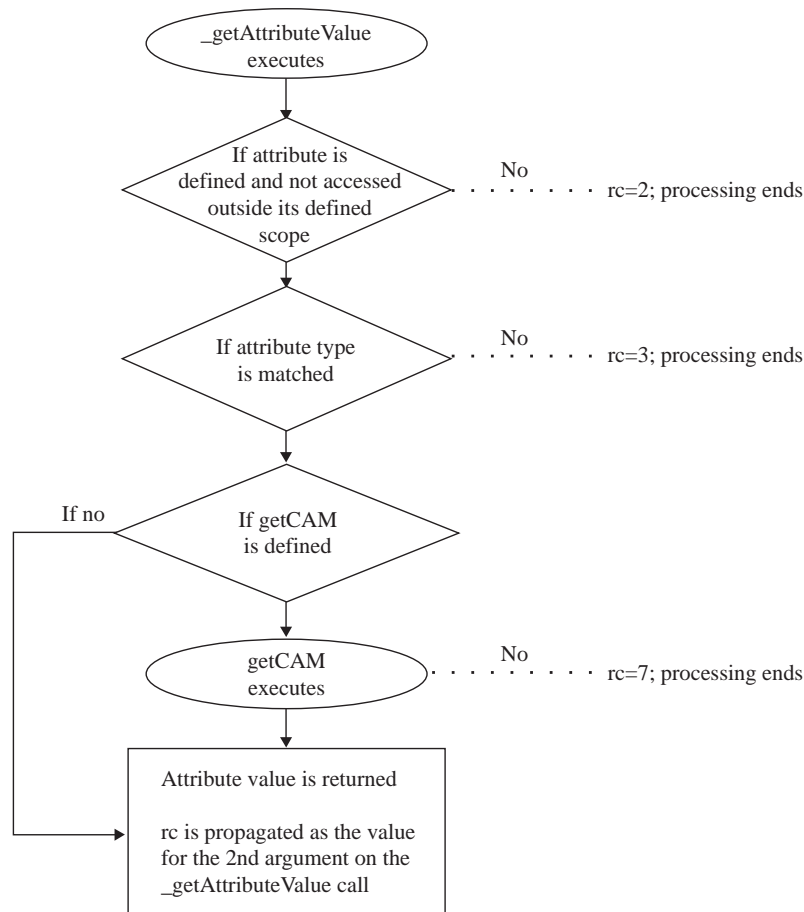 _getAttributeValue
executes
If attribute is
defined and not accessed
outside its defined
scope
No
rc=2; processing ends
If attribute type
is matched
No
rc=3; processing ends
If no
If getCAM
is defined
getCAM
executes
No
rc=7; processing ends
Attribute value is returned
rc is propagated as the value
for the 2nd argument on the
_getAttributeValue call